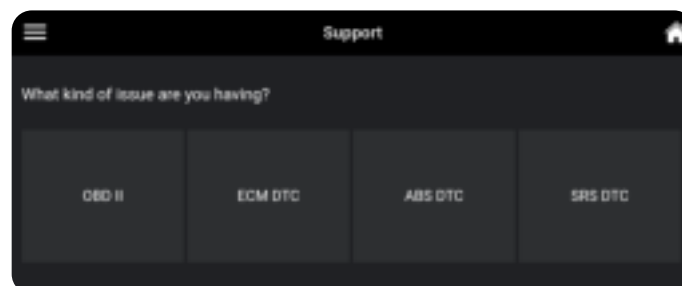 Support
What kind of issue are you having?
OBD II
ECM DTC
ABS DTC
SRS DTC